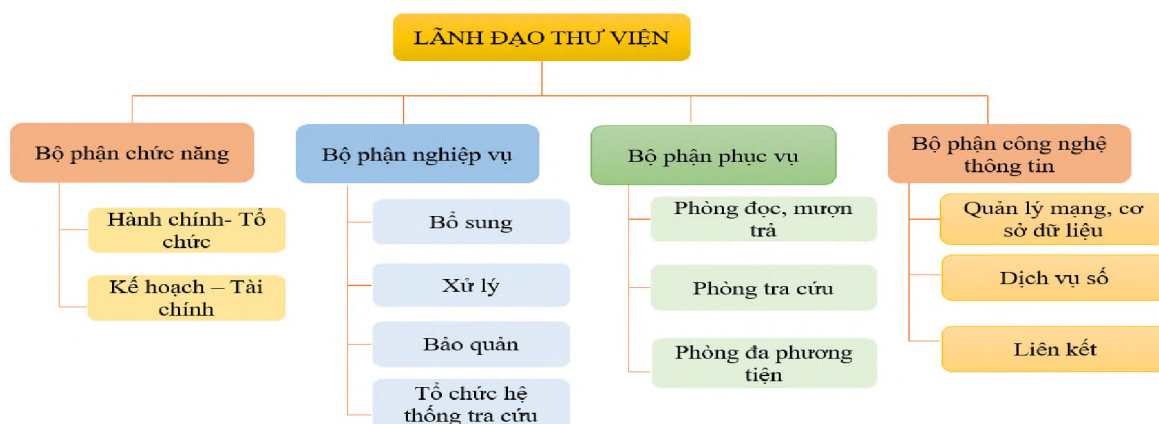 LÃNH ĐẠO THƯ VIỆN
Bộ phận chức năng
Hành chính- Tổ
chức
Kế hoạch – Tài
chính
Bộ phận nghiệp vụ
Bổ sung
Xử lý
Bảo quản
Tổ chức hệ
thống tra cứu
Bộ phận phục vụ
Phòng đọc, mượn
trả
Phòng tra cứu
Phòng đa phương
tiện
Bộ phận công nghệ
thông tin
Quản lý mạng, cơ
sở dữ liệu
Dịch vụ số
Liên kết